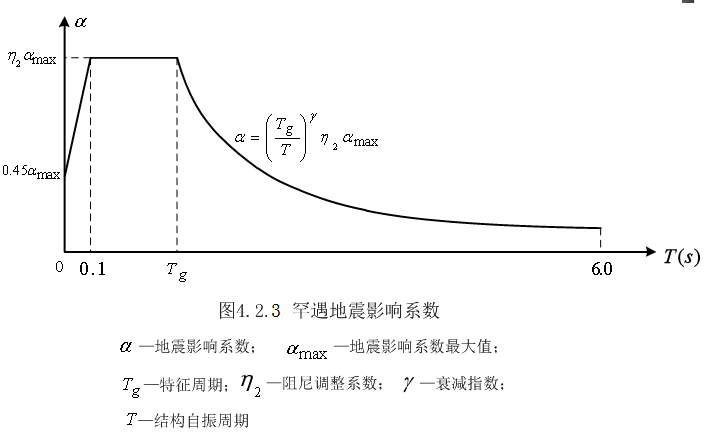 α
η₂αmax
α=(Tg/T)^γ η₂αmax
0.45αmax
0 0.1 Tg 6.0 T(s)
图4.2.3 罕遇地震影响系数
α—地震影响系数； αmax—地震影响系数最大值；
Tg—特征周期；η₂—阻尼调整系数； γ—衰减指数；
T—结构自振周期